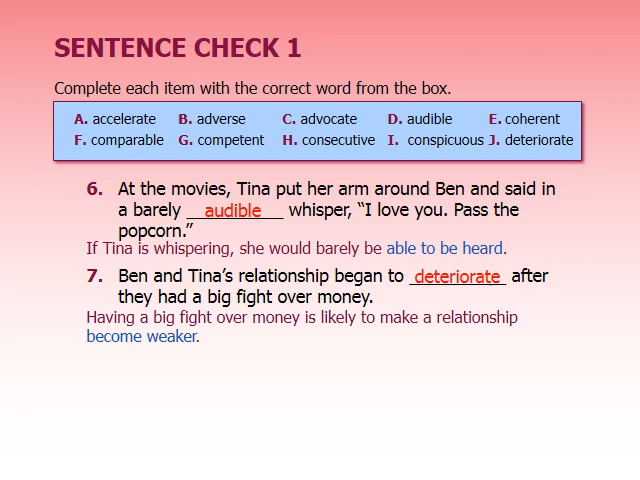 SENTENCE CHECK 1
Complete each item with the correct word from the box.
A. accelerate B. adverse C. advocate D. audible E. coherent
F. comparable G. competent H. consecutive I. conspicuous J. deteriorate
6. At the movies, Tina put her arm around Ben and said in
a barely audible whisper, “I love you. Pass the
popcorn.”
If Tina is whispering, she would barely be able to be heard.
7. Ben and Tina’s relationship began to deteriorate after
they had a big fight over money.
Having a big fight over money is likely to make a relationship
become weaker.